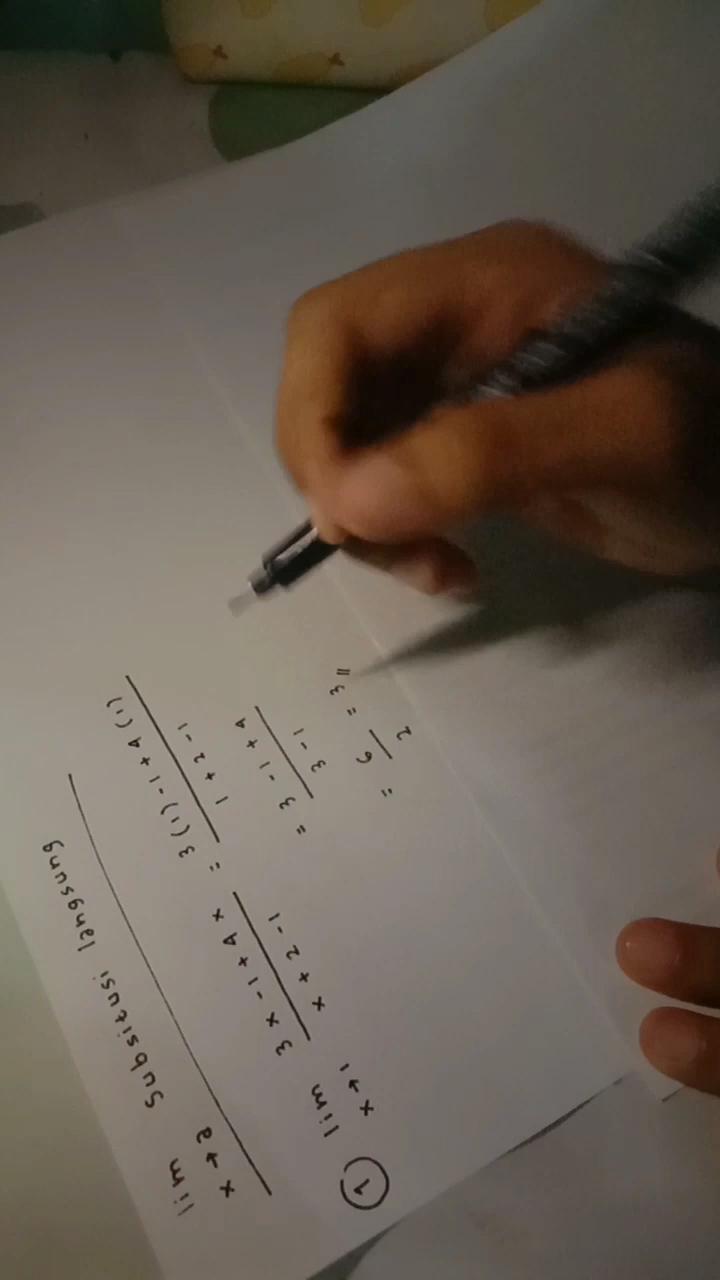 lim Subsitusi langsung
x → a
① lim 3x - 1 + 4x = 3(1) - 1 + 4(1)
x → 1 x + 2 - 1 1 + 2 - 1
= 3 - 1 + 4
3 - 1
= 6 = 3 //
2